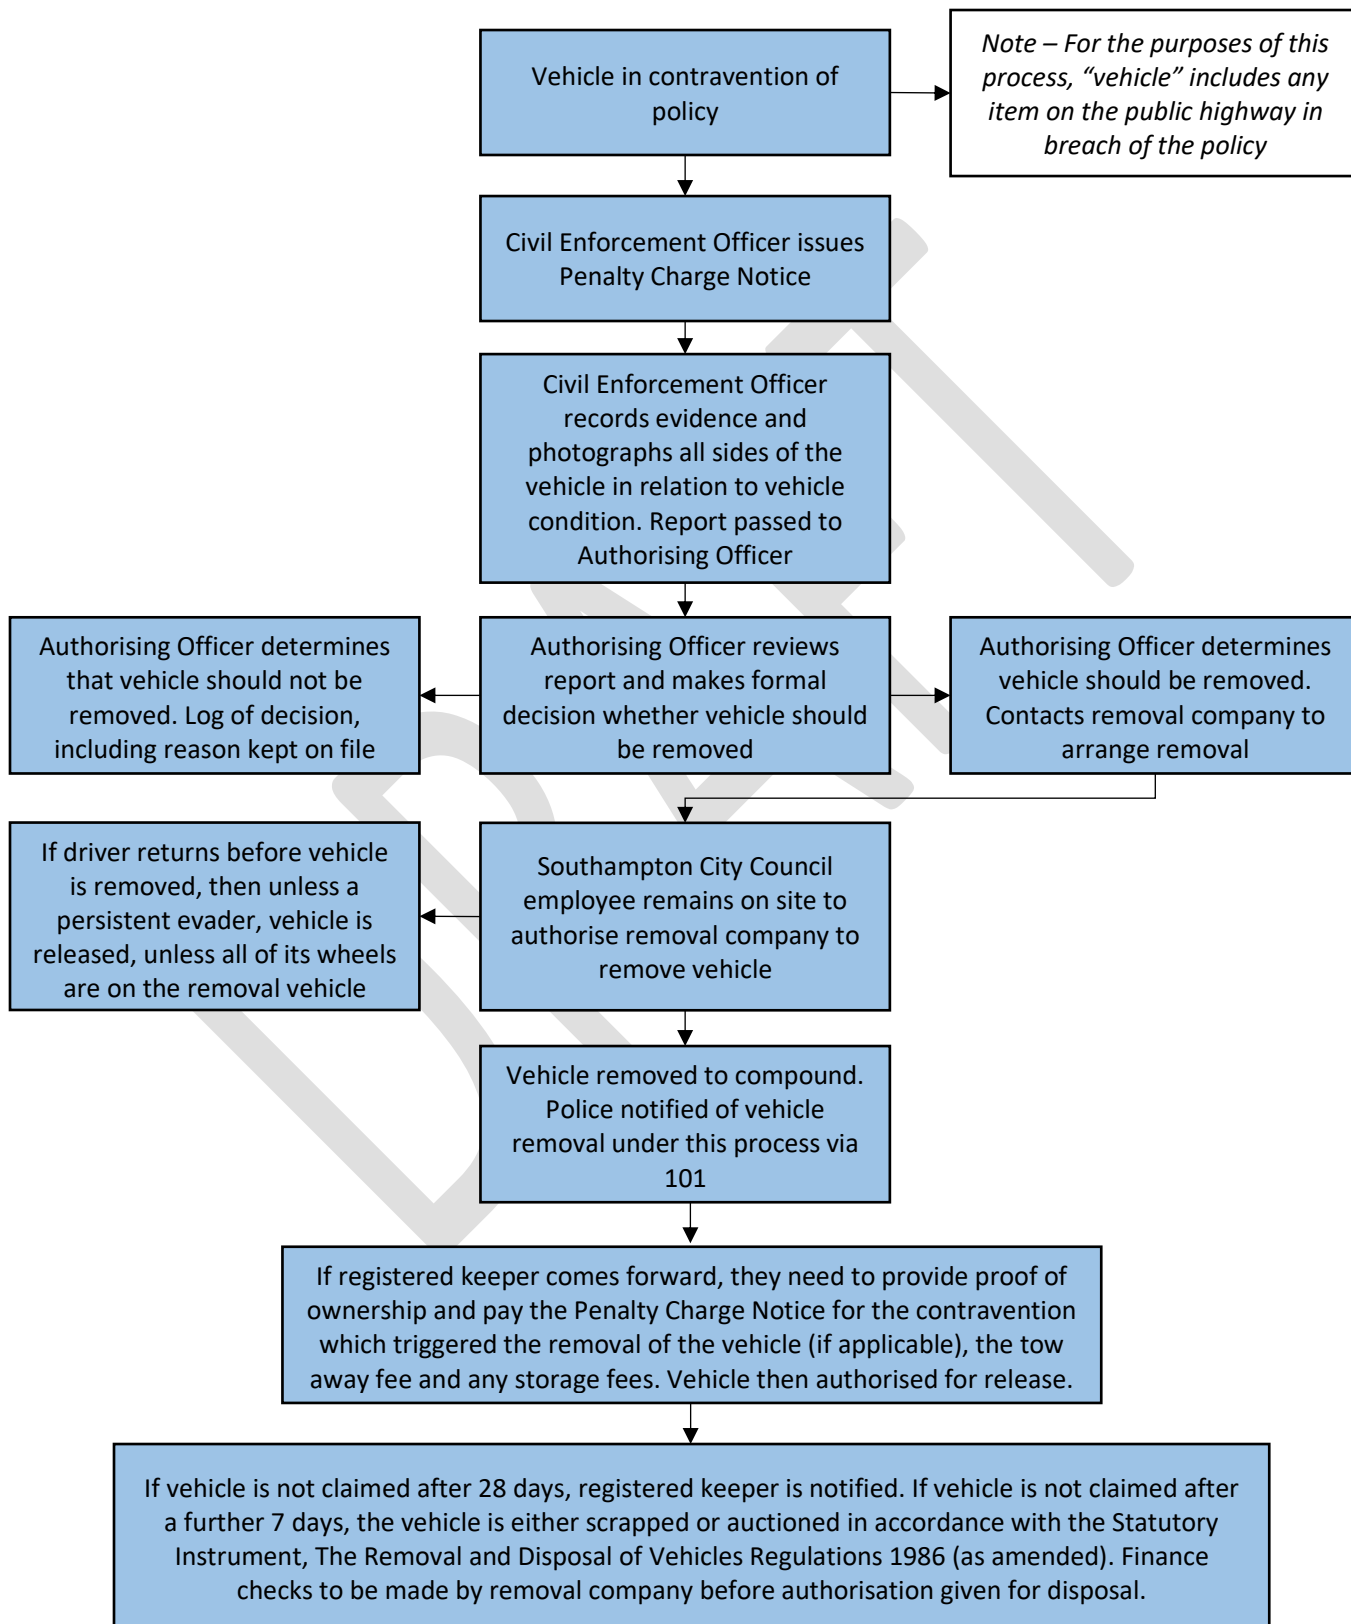 Vehicle in contravention of
policy
Note – For the purposes of this
process, “vehicle” includes any
item on the public highway in
breach of the policy
Civil Enforcement Officer issues
Penalty Charge Notice
Civil Enforcement Officer
records evidence and
photographs all sides of the
vehicle in relation to vehicle
condition. Report passed to
Authorising Officer
Authorising Officer determines
that vehicle should not be
removed. Log of decision,
including reason kept on file
Authorising Officer reviews
report and makes formal
decision whether vehicle should
be removed
Authorising Officer determines
vehicle should be removed.
Contacts removal company to
arrange removal
If driver returns before vehicle
is removed, then unless a
persistent evader, vehicle is
released, unless all of its wheels
are on the removal vehicle
Southampton City Council
employee remains on site to
authorise removal company to
remove vehicle
Vehicle removed to compound.
Police notified of vehicle
removal under this process via
101
If registered keeper comes forward, they need to provide proof of
ownership and pay the Penalty Charge Notice for the contravention
which triggered the removal of the vehicle (if applicable), the tow
away fee and any storage fees. Vehicle then authorised for release.
If vehicle is not claimed after 28 days, registered keeper is notified. If vehicle is not claimed after
a further 7 days, the vehicle is either scrapped or auctioned in accordance with the Statutory
Instrument, The Removal and Disposal of Vehicles Regulations 1986 (as amended). Finance
checks to be made by removal company before authorisation given for disposal.
DRAFT